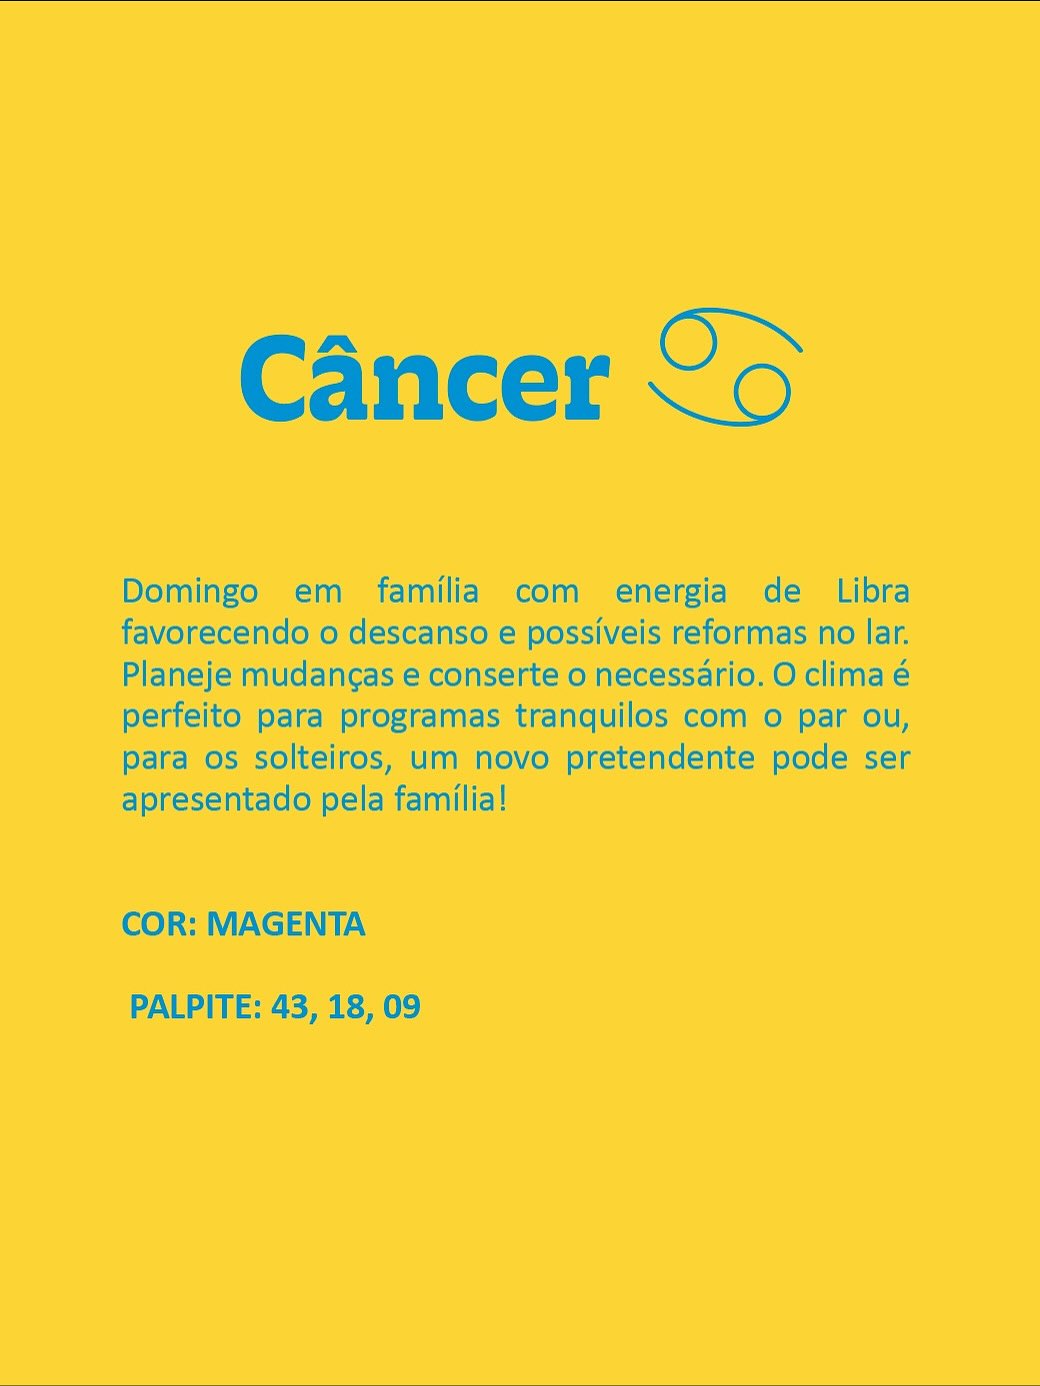 Câncer
Domingo em família com energia de Libra
favorecendo o descanso e possíveis reformas no lar.
Planeje mudanças e conserte o necessário. O clima é
perfeito para programas tranquilos com o par ou,
para os solteiros, um novo pretendente pode ser
apresentado pela família!
COR: MAGENTA
PALPITE: 43, 18, 09